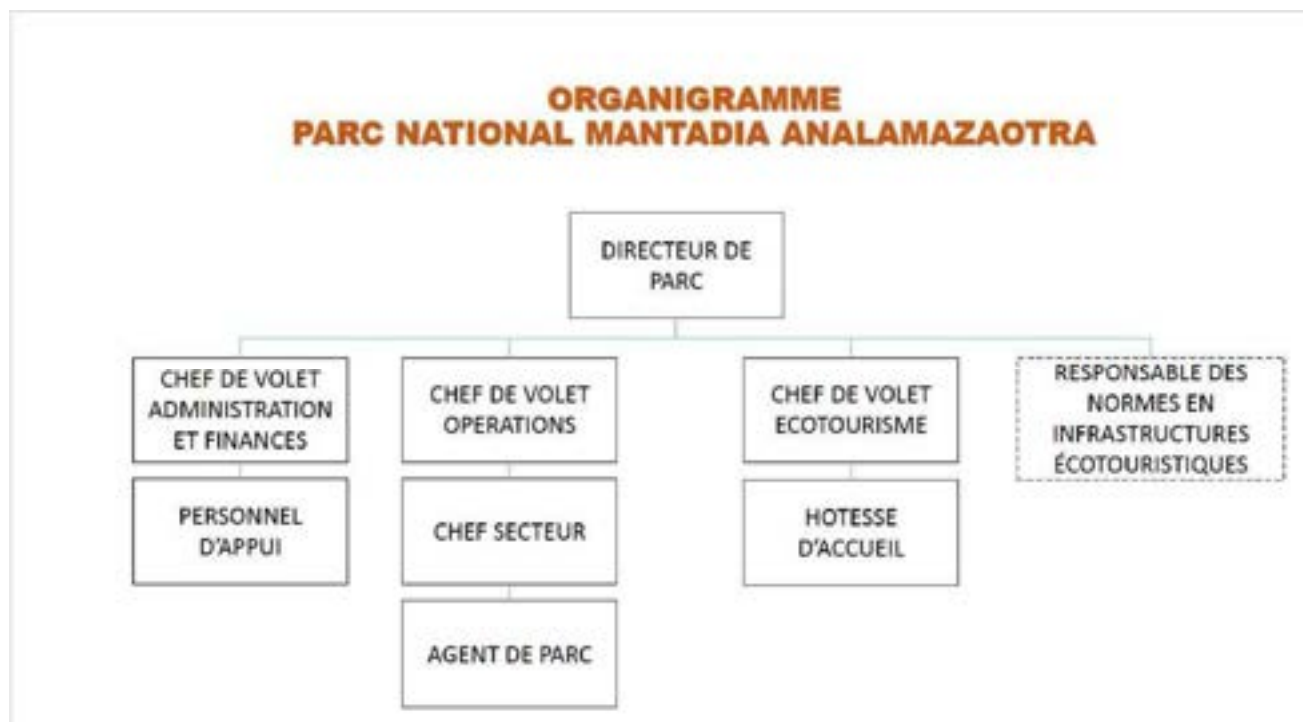 ORGANIGRAMME
PARC NATIONAL MANTADIA ANALAMAZAOTRA
DIRECTEUR DE
PARC
CHEF DE VOLET
ADMINISTRATION
ET FINANCES
CHEF DE VOLET
OPERATIONS
CHEF DE VOLET
ECOTOURISME
RESPONSABLE DES
NORMES EN
INFRASTRUCTURES
ÉCOTOURISTIQUES
PERSONNEL
D'APPUI
CHEF SECTEUR
HOTESSE
D'ACCUEIL
AGENT DE PARC